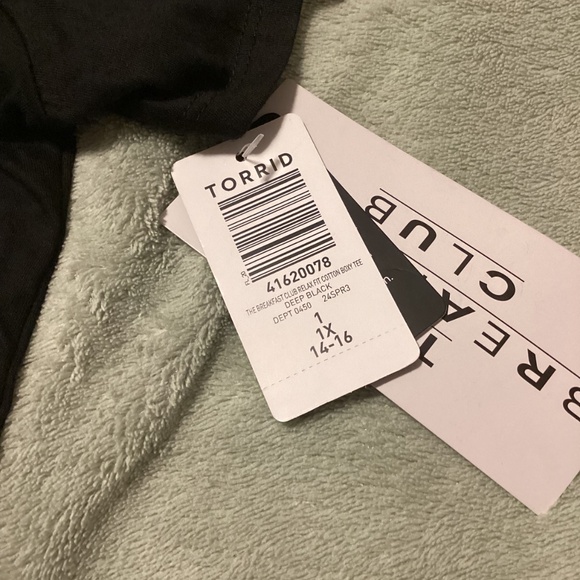 TORRID
41620078
THE BREAKFAST CLUB RELAX FIT COTTON BOXY TEE
DEEP BLACK
DEPT 0450 24SPR3
1
1X
14-16
CLUB